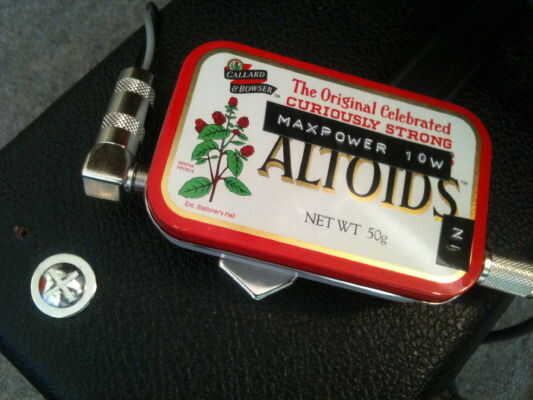 CALLARD
& BOWSER
The Original Celebrated
CURIOUSLY STRONG
MAXPOWER 10W
ALTOIDS
NET WT 50g